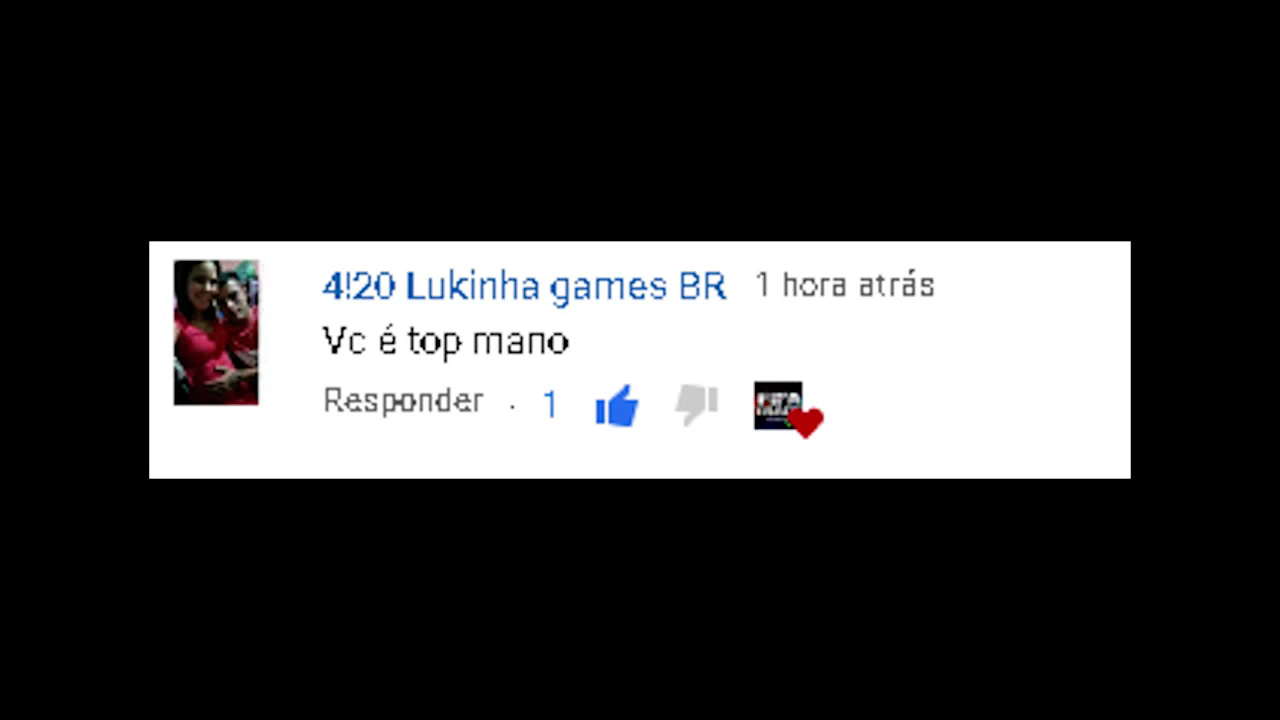 4!20 Lukinha games BR 1 hora atrás
Vc é top mano
Responder · 1